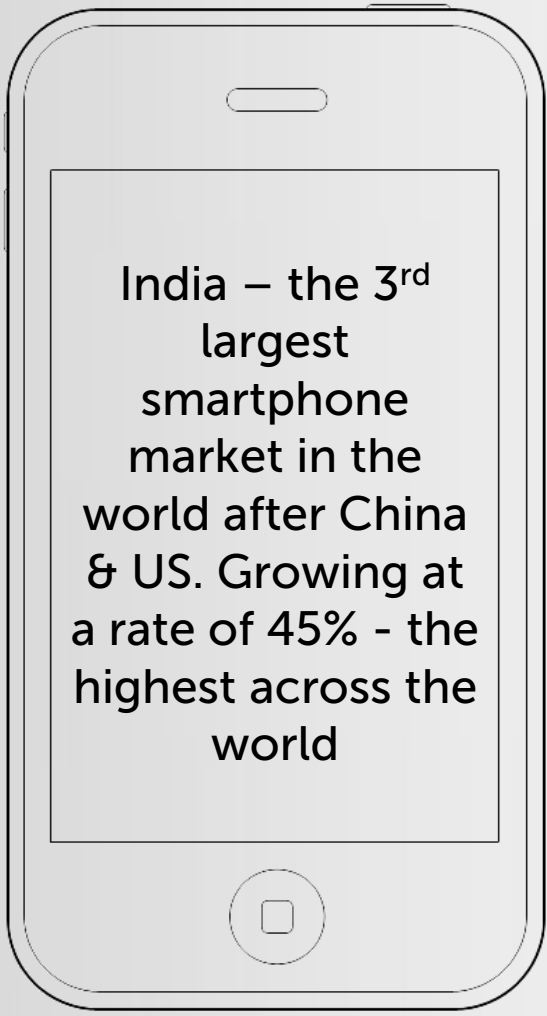 India – the 3rd
largest
smartphone
market in the
world after China
& US. Growing at
a rate of 45% - the
highest across the
world